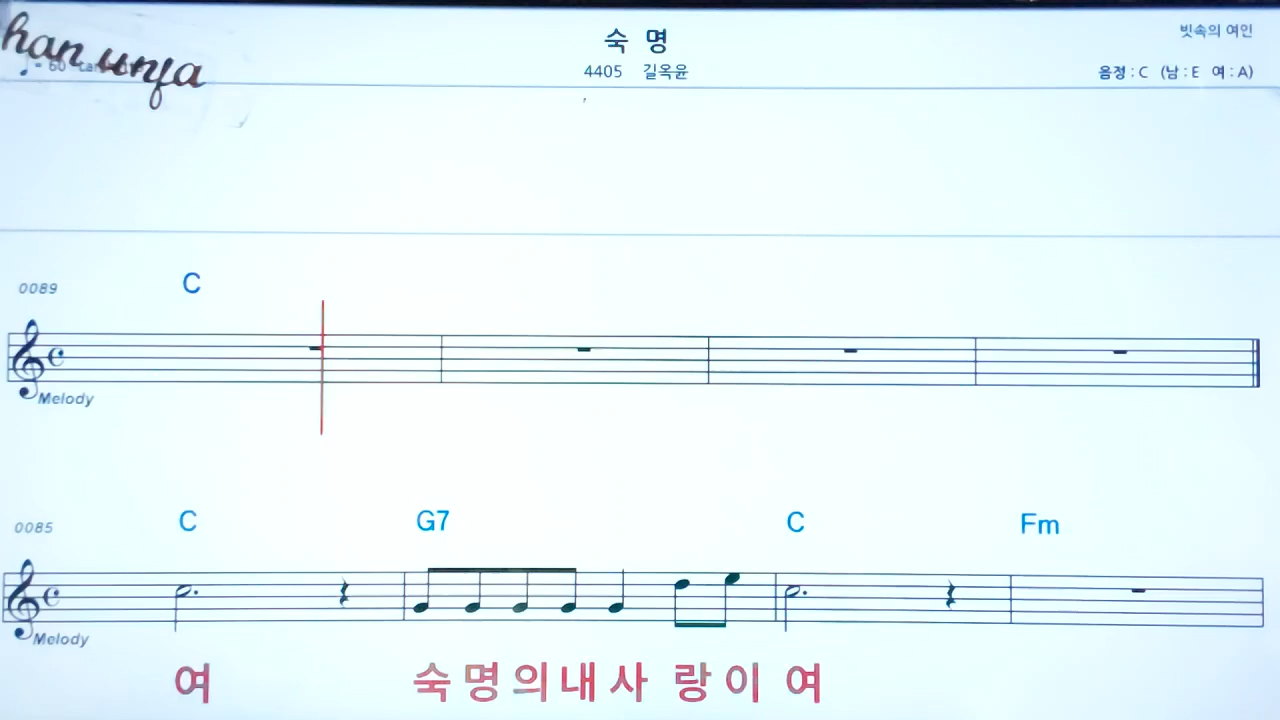 han unja
숙 명
빗속의 여인
4405 길옥윤
음정 : C (남 : E 여 : A)
0089 C
Melody
0085 C G7 C Fm
Melody
여 숙 명 의 내 사 랑 이 여